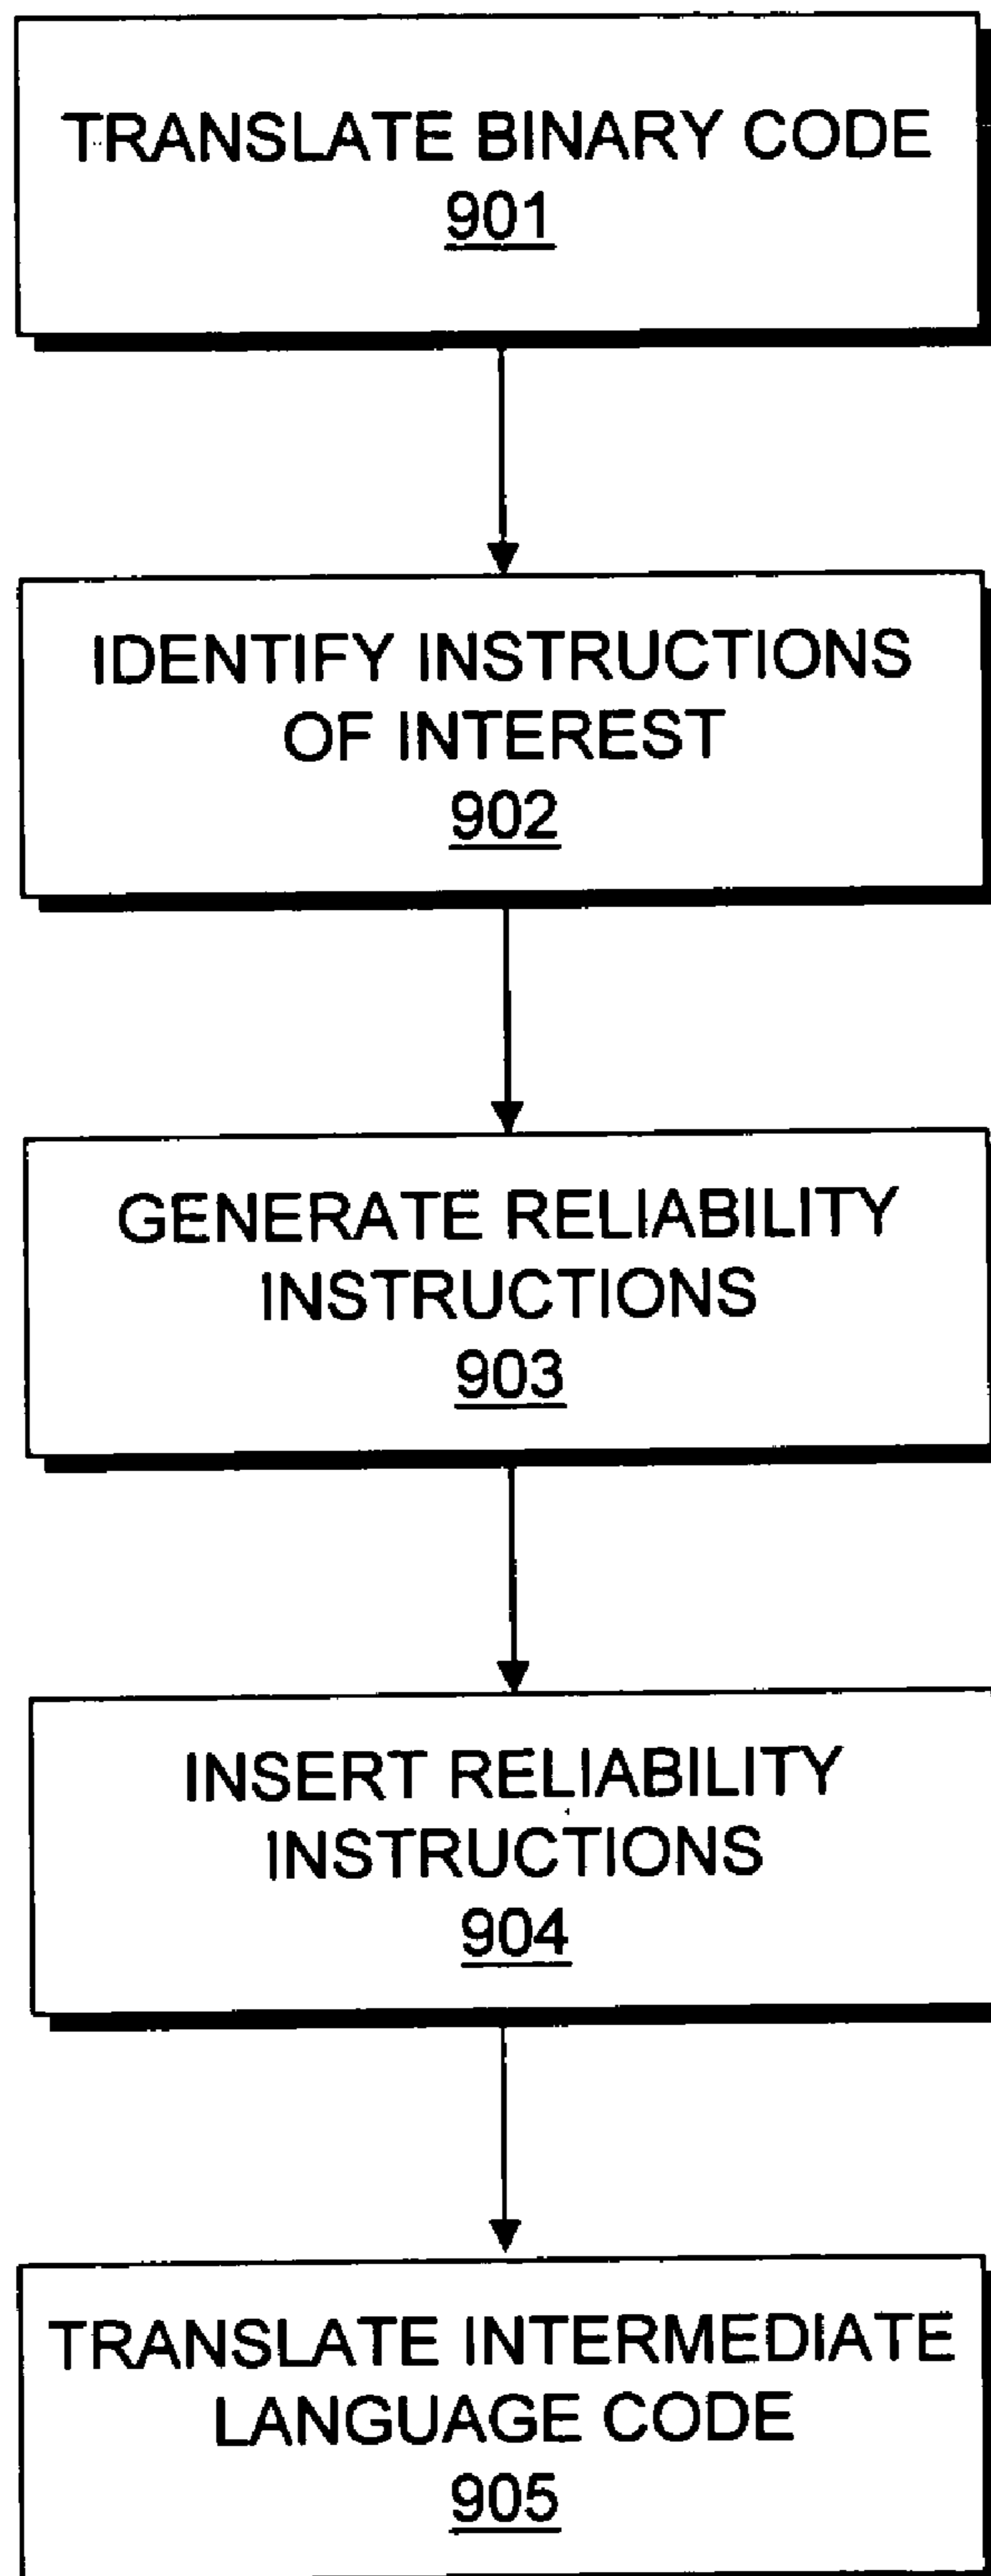 TRANSLATE BINARY CODE
901
IDENTIFY INSTRUCTIONS
OF INTEREST
902
GENERATE RELIABILITY
INSTRUCTIONS
903
INSERT RELIABILITY
INSTRUCTIONS
904
TRANSLATE INTERMEDIATE
LANGUAGE CODE
905